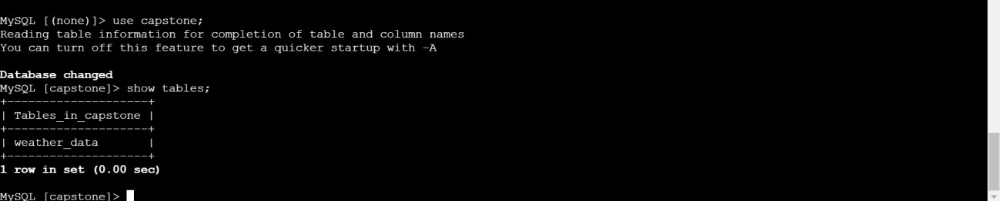 MySQL [(none)]> use capstone;
Reading table information for completion of table and column names
You can turn off this feature to get a quicker startup with -A
Database changed
MySQL [capstone]> show tables;
+--------------------+
| Tables_in_capstone |
+--------------------+
| weather_data       |
+--------------------+
1 row in set (0.00 sec)
MySQL [capstone]>